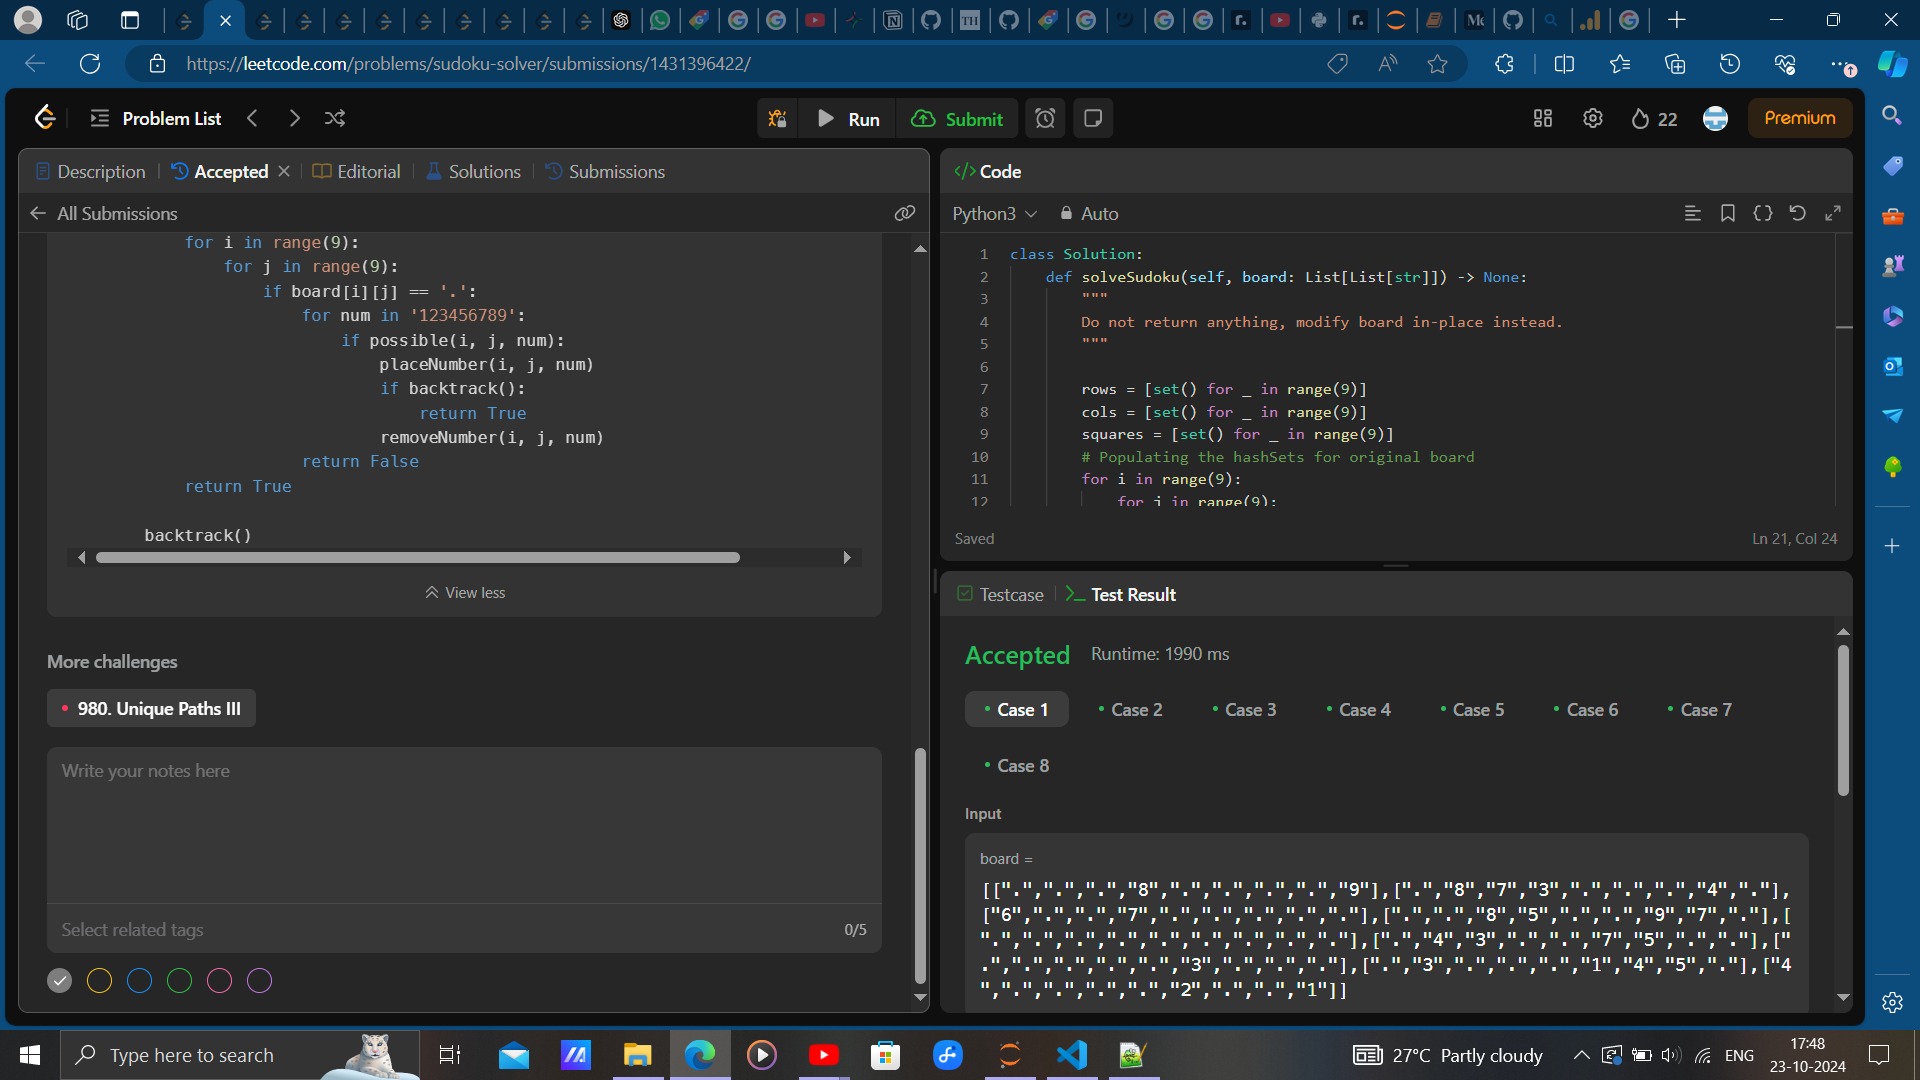 https://leetcode.com/problems/sudoku-solver/submissions/1431396422/
Problem List
Run
Submit
22
Premium
Description
Accepted
Editorial
Solutions
Submissions
All Submissions
for i in range(9):
for j in range(9):
if board[i][j] == '.':
for num in '123456789':
if possible(i, j, num):
placeNumber(i, j, num)
if backtrack():
return True
removeNumber(i, j, num)
return False
return True
backtrack()
View less
More challenges
980. Unique Paths III
Write your notes here
Select related tags
0/5
Code
Python3
Auto
1 class Solution:
2 def solveSudoku(self, board: List[List[str]]) -> None:
3 """
4 Do not return anything, modify board in-place instead.
5 """
6
7 rows = [set() for _ in range(9)]
8 cols = [set() for _ in range(9)]
9 squares = [set() for _ in range(9)]
10 # Populating the hashSets for original board
11 for i in range(9):
12 for j in range(9):
Saved
Ln 21, Col 24
Testcase
Test Result
Accepted
Runtime: 1990 ms
Case 1
Case 2
Case 3
Case 4
Case 5
Case 6
Case 7
Case 8
Input
board =
[[".",".",".","8",".",".",".",".","9"],[".","8","7","3",".",".",".","4","."],
["6",".",".","7",".",".",".",".","."],[".",".","8","5",".",".","9","7","."],[
".",".",".",".",".",".",".",".","."],[".","4","3",".",".","7","5",".","."],["
.",".",".",".",".","3",".",".","."],[".","3",".",".",".","1","4","5","."],["4
",".",".",".",".","2",".",".","1"]]
Type here to search
27°C Partly cloudy
ENG
17:48
23-10-2024